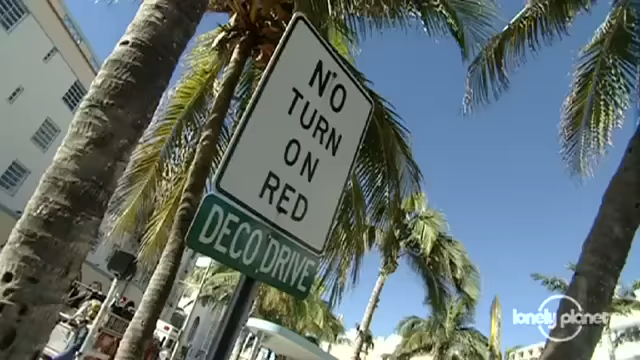 NO
TURN
ON
RED
DECO DRIVE
lonely planet